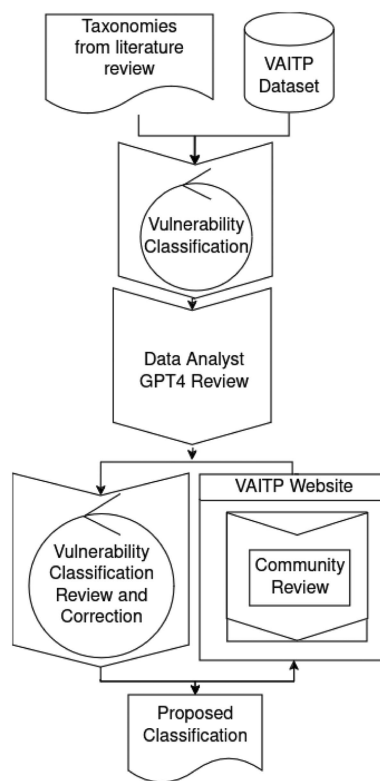 Taxonomies
from literature
review
VAITP
Dataset
Vulnerability
Classification
Data Analyst
GPT4 Review
VAITP Website
Vulnerability
Classification
Review and
Correction
Community
Review
Proposed
Classification